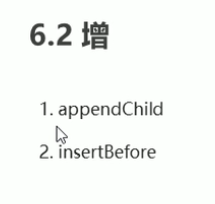 6.2 增
1. appendChild
2. insertBefore